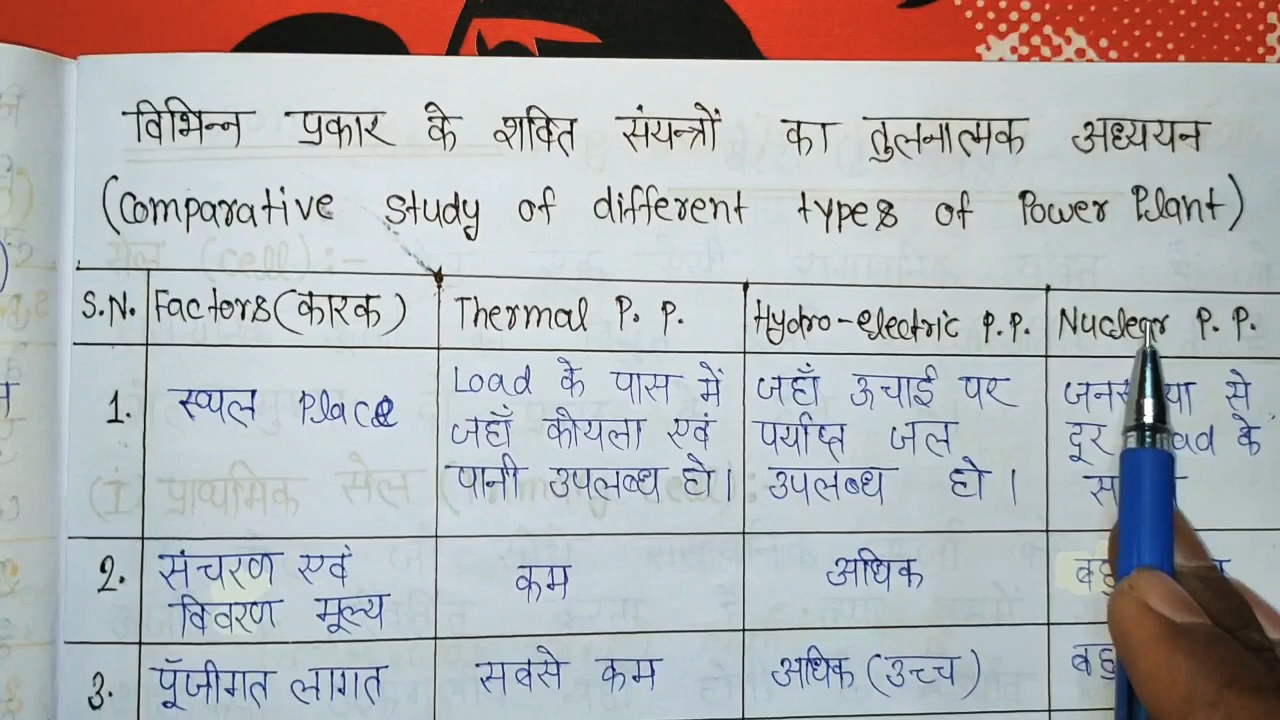 विभिन्न प्रकार के शक्ति संयन्त्रों का तुलनात्मक अध्ययन
(Comparative study of different types of Power Plant)
S.N. Factors(कारक) Thermal P. P. Hydro-electric P.P. Nuclear P. P.
1. स्थल Place
Load के पास में
जहाँ कोयला एवं
पानी उपलब्ध हो।
जहाँ ऊचाई पर
पर्याप्त जल
उपलब्ध हो।
से
दूर के
2. संचरण एवं
विवरण मूल्य
कम
अधिक
3. पूँजीगत लागत
सबसे कम
अधिक (उच्च)